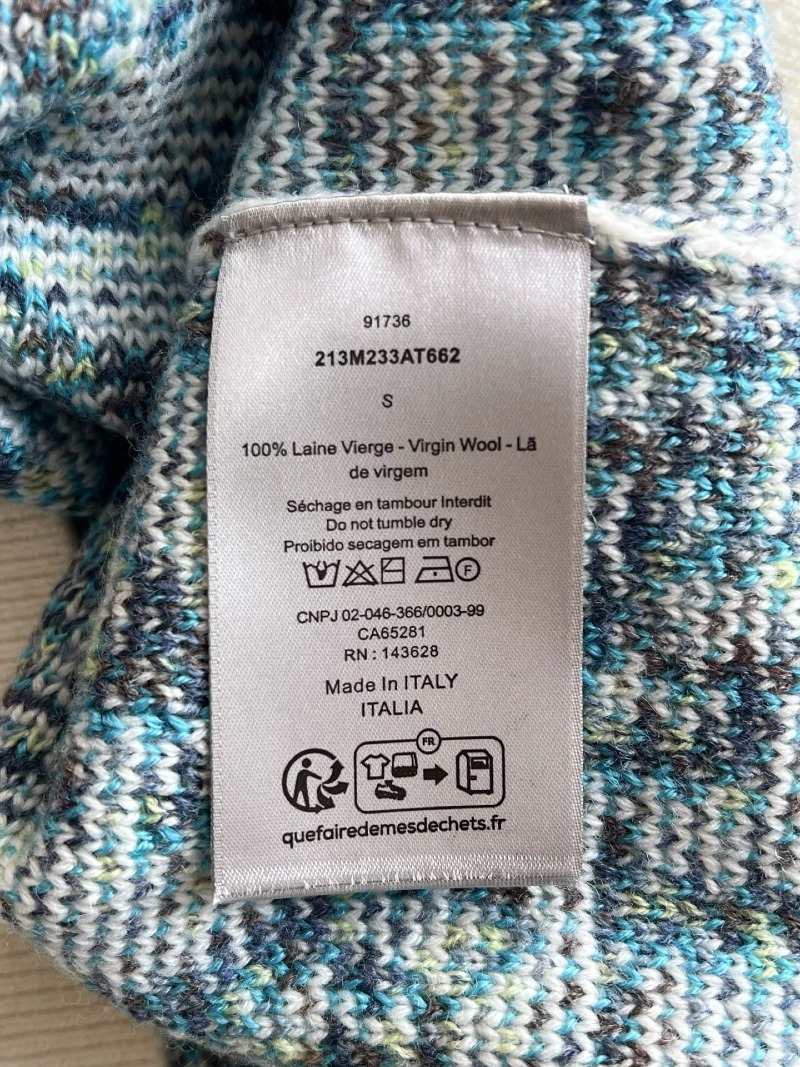 91736
213M233AT662
S
100% Laine Vierge - Virgin Wool - Lã
de virgem
Séchage en tambour Interdit
Do not tumble dry
Proibido secagem em tambor
F
CNPJ 02-046-366/0003-99
CA65281
RN : 143628
Made In ITALY
ITALIA
FR
quefairedemesdechets.fr